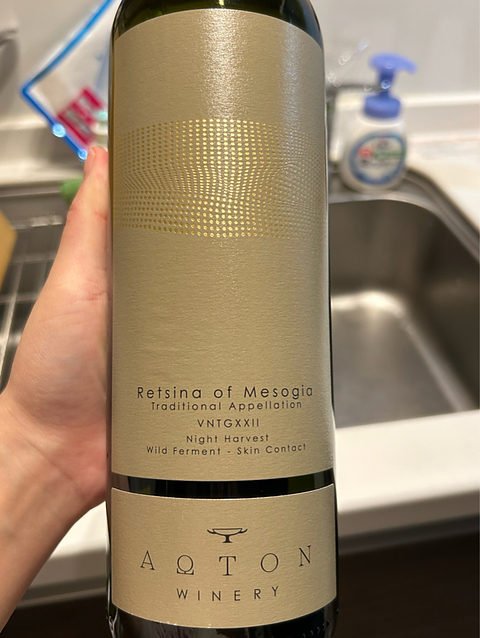 Retsina of Mesogia
Traditional Appellation
VNTGXXII
Night Harvest
Wild Ferment - Skin Contact
ΑΩΤΟΝ
WINERY